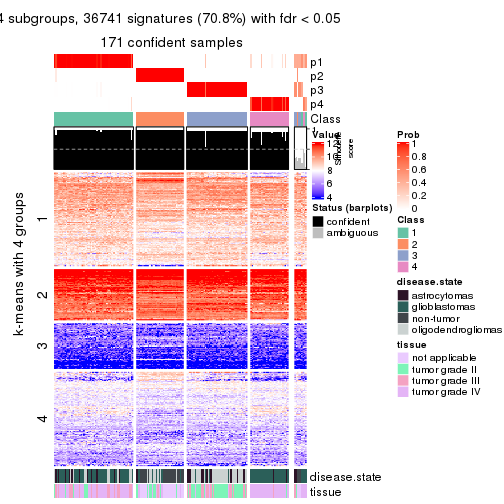 4 subgroups, 36741 signatures (70.8%) with fdr < 0.05
171 confident samples
p1
p2
p3
p4
Class
Silhouette
score
k-means with 4 groups
1
2
3
4
disease.state
tissue
Value
12
10
8
6
4
Status (barplots)
confident
ambiguous
Prob
1
0.8
0.6
0.4
0.2
0
Class
1
2
3
4
disease.state
astrocytomas
glioblastomas
non-tumor
oligodendrogliomas
tissue
not applicable
tumor grade II
tumor grade III
tumor grade IV